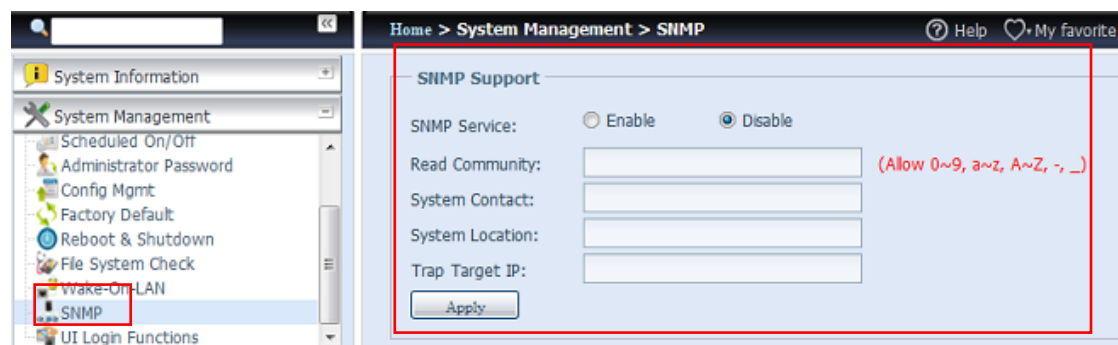 Home > System Management > SNMP
Help
My favorite
System Information
System Management
Scheduled On/Off
Administrator Password
Config Mgmt
Factory Default
Reboot & Shutdown
File System Check
Wake-On-LAN
SNMP
UI Login Functions
SNMP Support
SNMP Service: Enable Disable
Read Community: (Allow 0~9, a~z, A~Z, -, _)
System Contact:
System Location:
Trap Target IP:
Apply